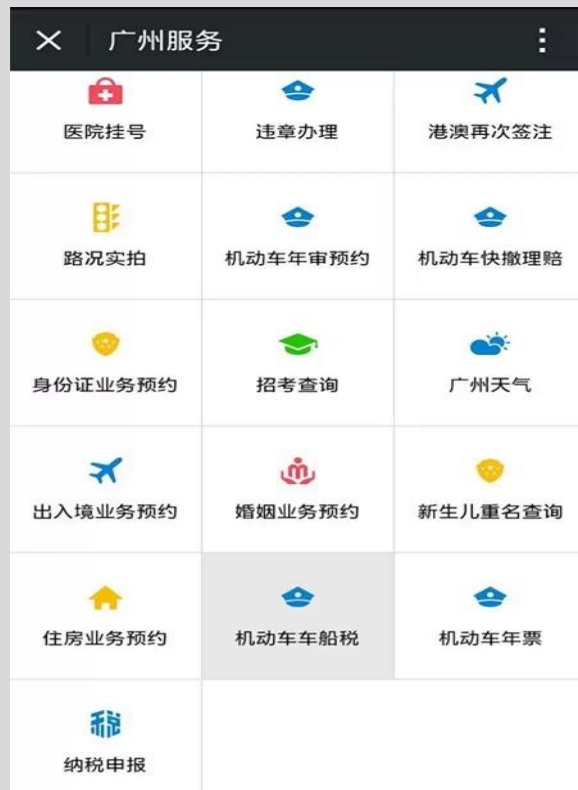 广州服务
医院挂号 违章办理 港澳再次签注
路况实拍 机动车年审预约 机动车快撤理赔
身份证业务预约 招考查询 广州天气
出入境业务预约 婚姻业务预约 新生儿重名查询
住房业务预约 机动车车船税 机动车年票
税
纳税申报